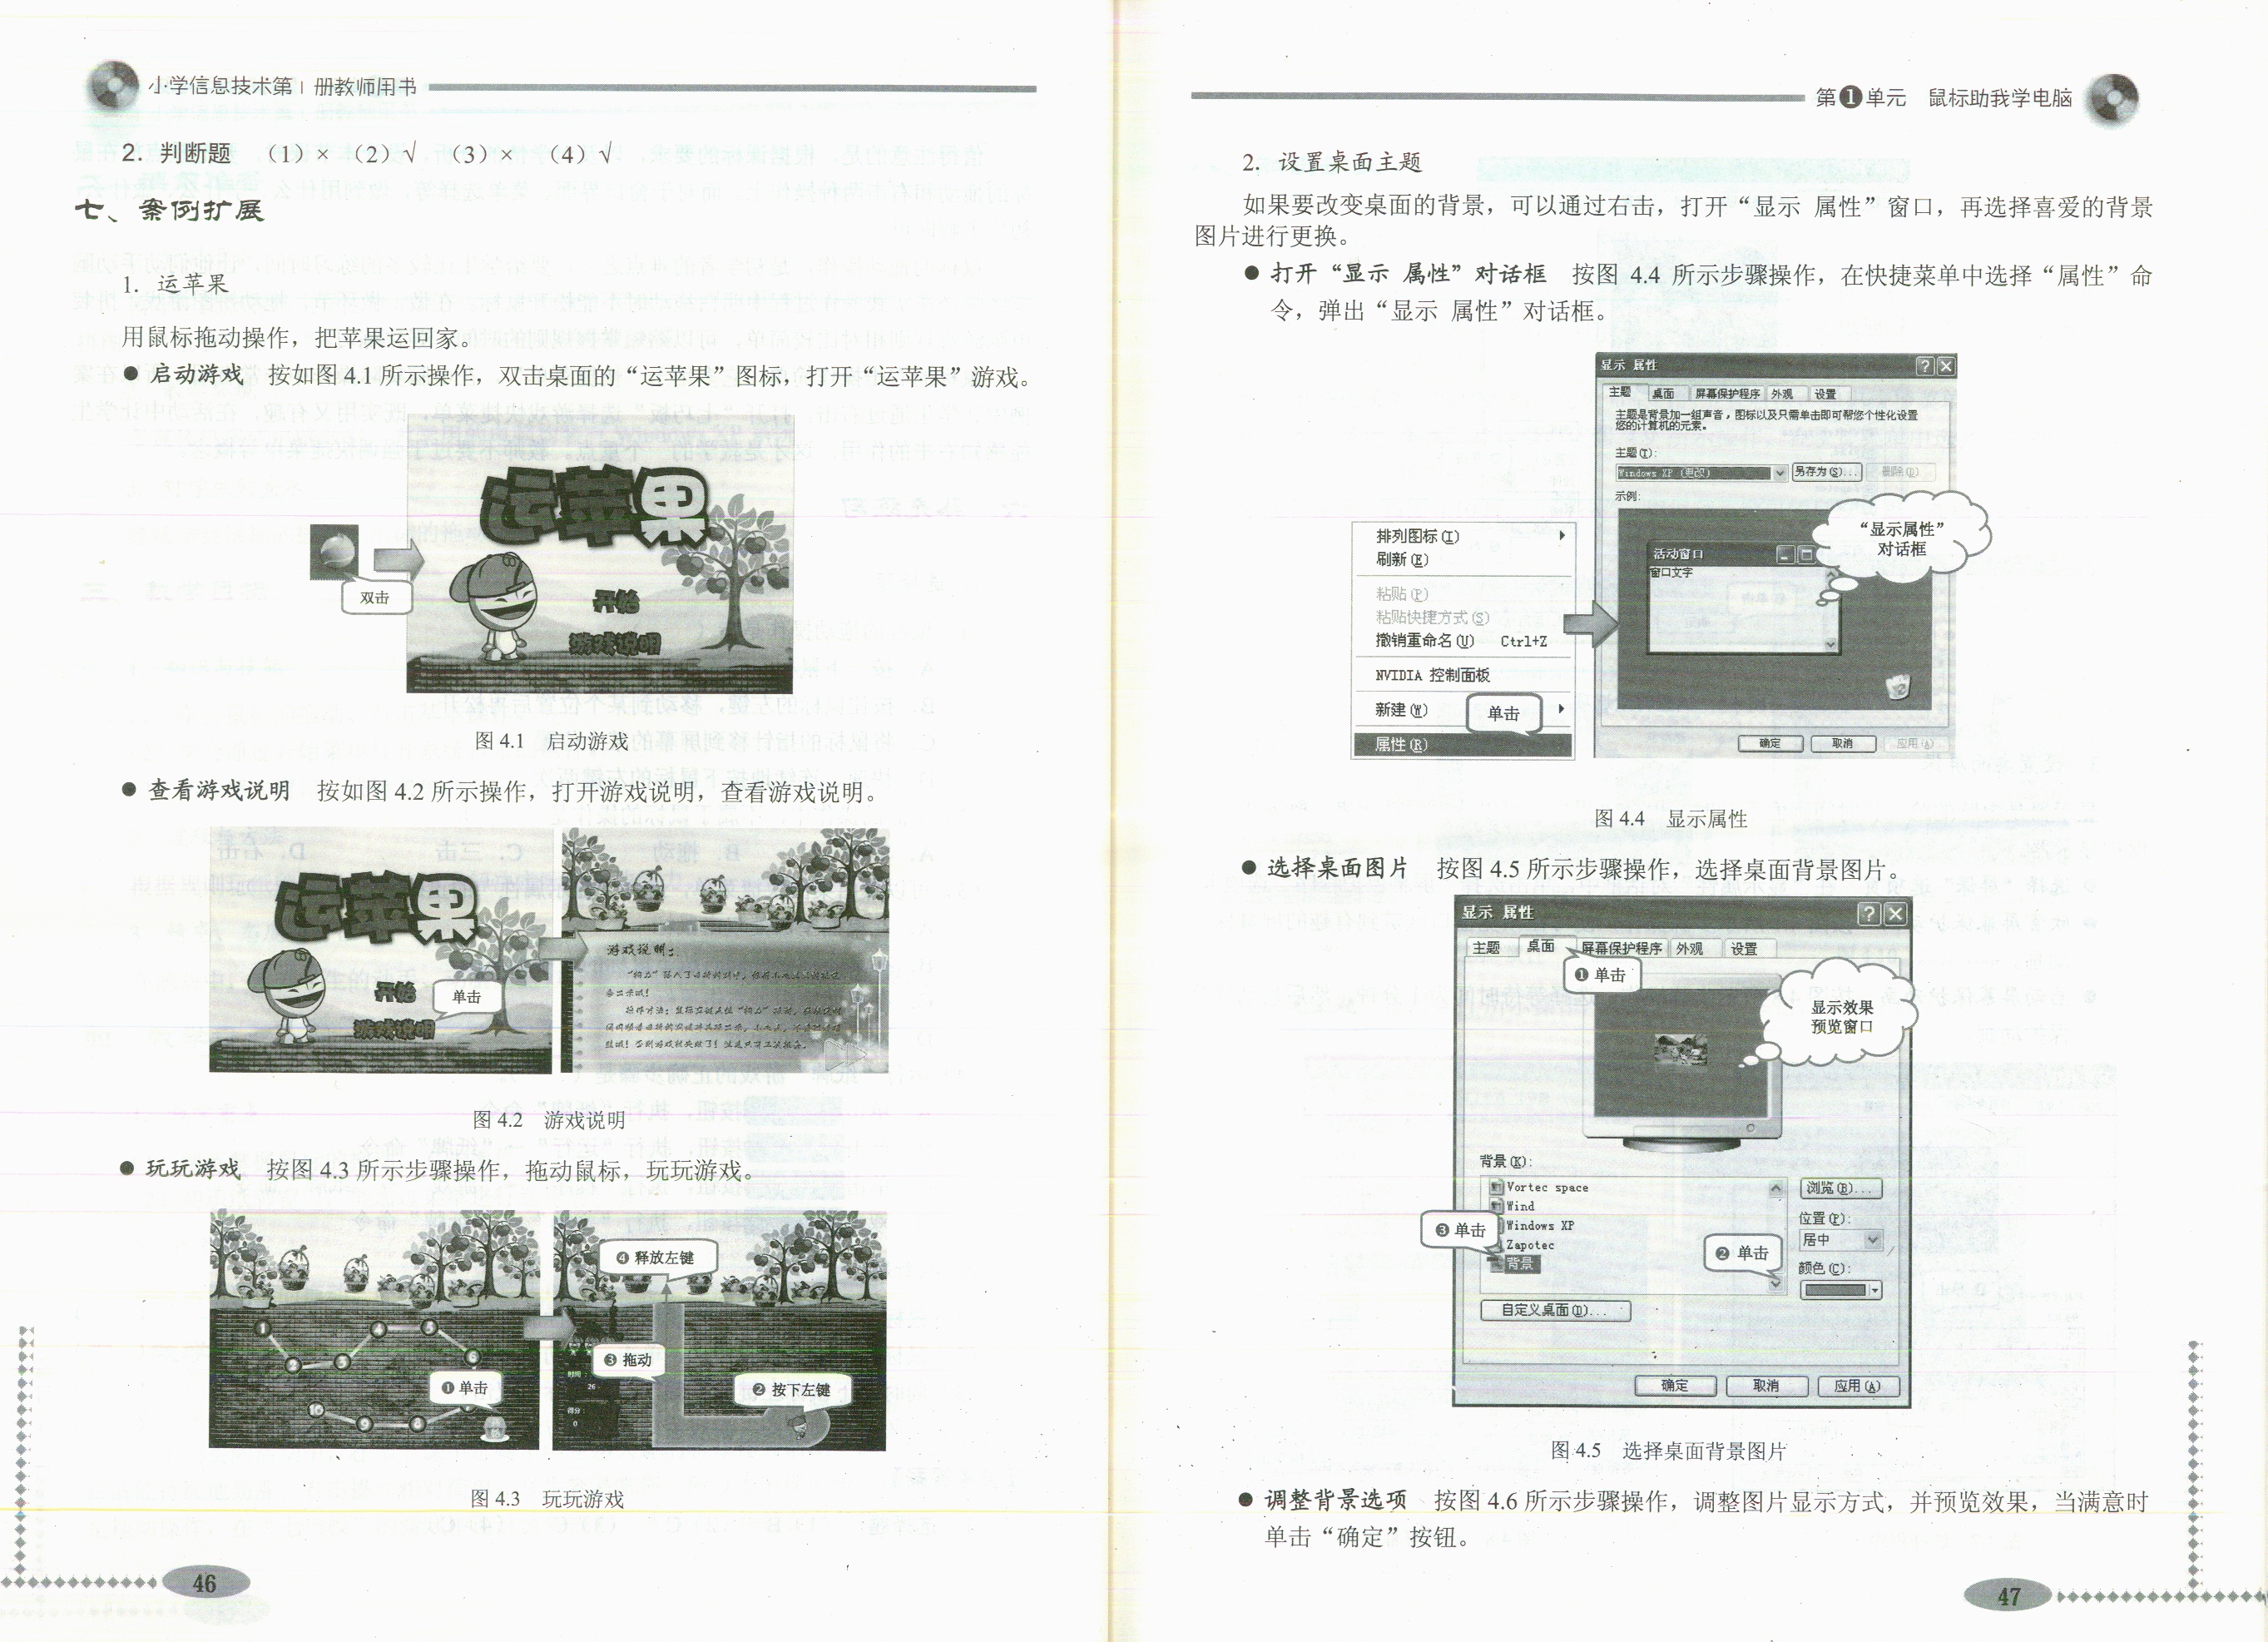 小学信息技术第1册教师用书
2. 判断题 （1）× （2）√ （3）× （4）√
七、案例扩展
1. 运苹果
用鼠标拖动操作，把苹果运回家。
● 启动游戏 按如图 4.1 所示操作，双击桌面的“运苹果”图标，打开“运苹果”游戏。
运苹果
双击
开始
游戏说明
图 4.1 启动游戏
● 查看游戏说明 按如图 4.2 所示操作，打开游戏说明，查看游戏说明。
运苹果
开始
单击
游戏说明
游戏说明：
图 4.2 游戏说明
● 玩玩游戏 按图 4.3 所示步骤操作，拖动鼠标，玩玩游戏。
❶ 单击
❹ 释放左键
❸ 拖动
时间：
26
得分：
0
❷ 按下左键
图 4.3 玩玩游戏
46
第❶单元 鼠标助我学电脑
2. 设置桌面主题
如果要改变桌面的背景，可以通过右击，打开“显示 属性”窗口，再选择喜爱的背景
图片进行更换。
● 打开“显示 属性”对话框 按图 4.4 所示步骤操作，在快捷菜单中选择“属性”命
令，弹出“显示 属性”对话框。
排列图标(I)
刷新(E)
粘贴(P)
粘贴快捷方式(S)
撤销重命名(U) Ctrl+Z
NVIDIA 控制面板
新建(W)
单击
属性(R)
显示 属性
主题 桌面 屏幕保护程序 外观 设置
主题是背景加一组声音，图标以及只需单击即可帮您个性化设置
您的计算机的元素。
主题(T):
Windows XP (更改) 另存为(S)... 删除(D)
示例:
活动窗口
窗口文字
“显示属性”
对话框
确定 取消 应用(A)
图 4.4 显示属性
● 选择桌面图片 按图 4.5 所示步骤操作，选择桌面背景图片。
显示 属性
主题 桌面 屏幕保护程序 外观 设置
❶ 单击
显示效果
预览窗口
背景(K):
Vortec space
Wind
Windows XP
Zapotec
背景
❸ 单击
❷ 单击
浏览(B)...
位置(P):
居中
颜色(C):
自定义桌面(D)...
确定 取消 应用(A)
图 4.5 选择桌面背景图片
● 调整背景选项 按图 4.6 所示步骤操作，调整图片显示方式，并预览效果，当满意时
单击“确定”按钮。
47